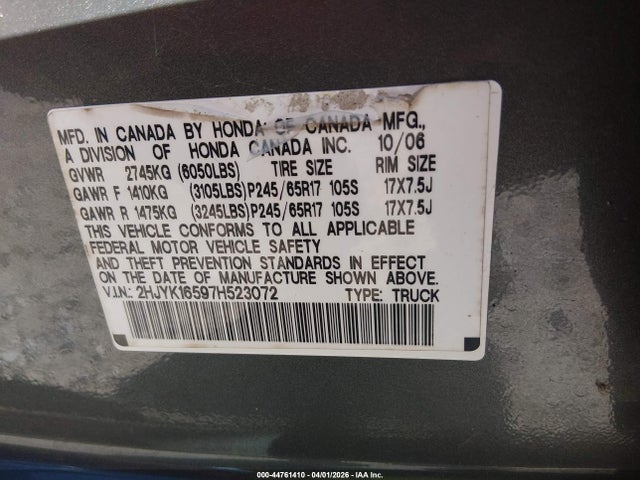 MFD. IN CANADA BY HONDA OF CANADA MFG.,
A DIVISION OF HONDA CANADA INC. 10/06
GVWR 2745KG (6050LBS) TIRE SIZE RIM SIZE
GAWR F 1410KG (3105LBS) P245/65R17 105S 17X7.5J
GAWR R 1475KG (3245LBS) P245/65R17 105S 17X7.5J
THIS VEHICLE CONFORMS TO ALL APPLICABLE
FEDERAL MOTOR VEHICLE SAFETY
AND THEFT PREVENTION STANDARDS IN EFFECT
ON THE DATE OF MANUFACTURE SHOWN ABOVE.
V.I.N.: 2HJYK16597H523072 TYPE: TRUCK
000-44761410 - 04/01/2026 - IAA Inc.